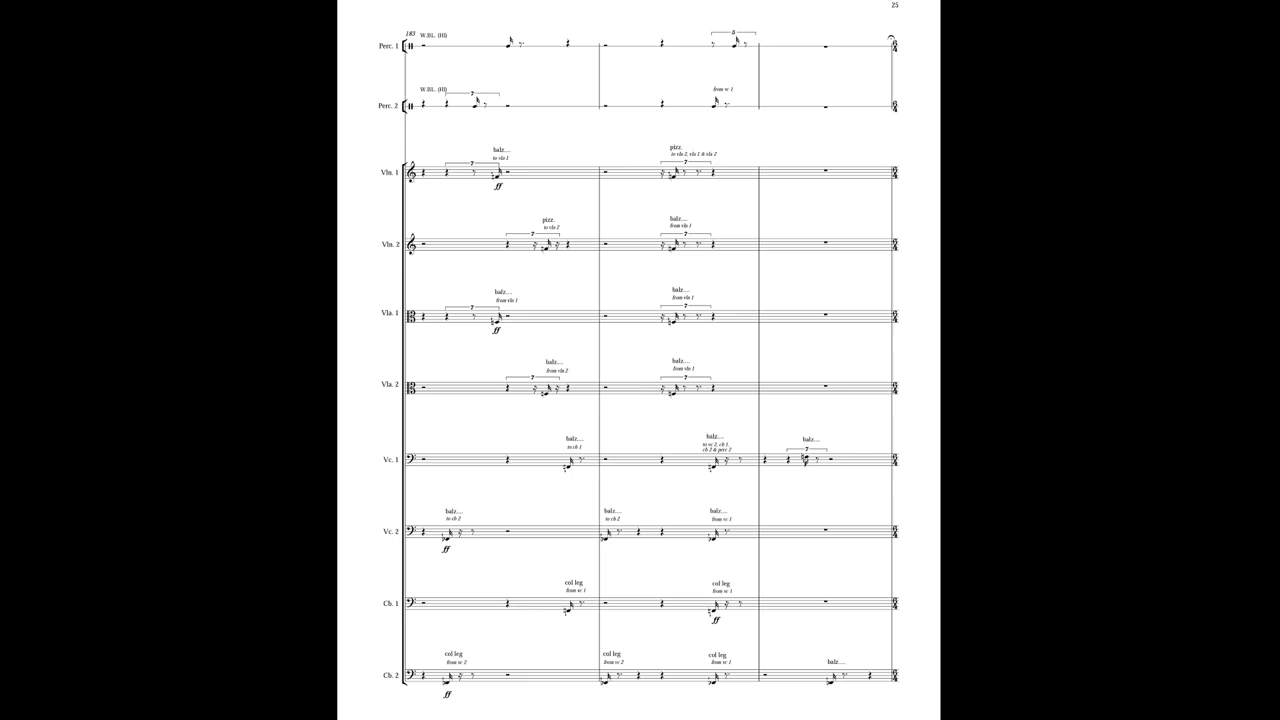 25
183 W.BL. (HI)
Perc. 1
5
W.BL. (HI)
7
from vc 1
Perc. 2
balz....
to vla 1
7
pizz.
to vln 2, vla 1 & vla 2
7
Vln. 1
ff
pizz.
to vla 2
7
balz....
from vln 1
7
Vln. 2
balz....
from vln 1
7
balz....
from vln 1
7
Vla. 1
ff
balz....
from vln 2
7
balz....
from vln 1
7
Vla. 2
balz....
to cb 1
balz....
to vc 2, cb 1,
cb 2 & perc 2
balz....
7
Vc. 1
balz....
to cb 2
balz....
to cb 2
balz....
from vc 1
Vc. 2
ff
col leg
from vc 1
col leg
from vc 1
Cb. 1
ff
col leg
from vc 2
col leg
from vc 2
col leg
from vc 1
balz....
Cb. 2
ff